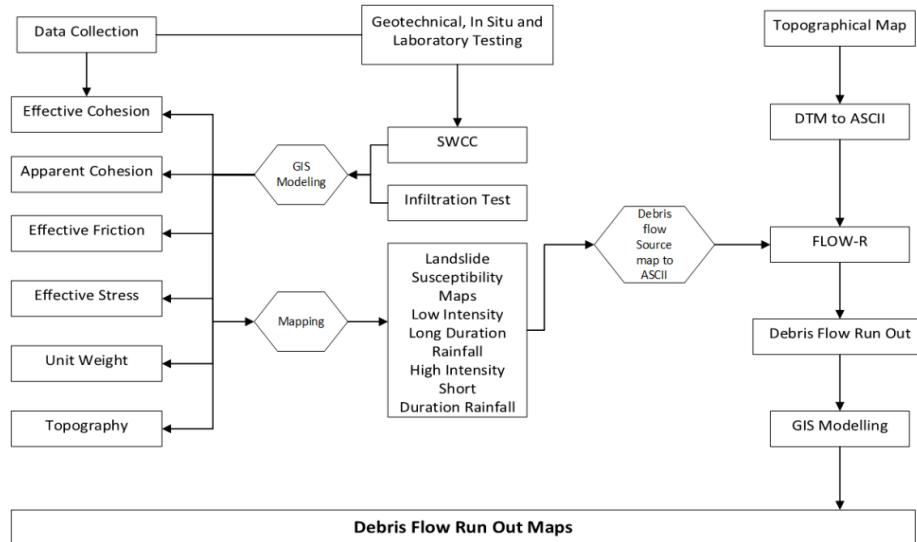 Data Collection
Geotechnical, In Situ and
Laboratory Testing
Topographical Map
Effective Cohesion
Apparent Cohesion
Effective Friction
Effective Stress
Unit Weight
Topography
GIS
Modeling
SWCC
Infiltration Test
Mapping
Landslide
Susceptibility
Maps
Low Intensity
Long Duration
Rainfall
High Intensity
Short
Duration Rainfall
Debris
flow
Source
map to
ASCII
DTM to ASCII
FLOW-R
Debris Flow Run Out
GIS Modelling
Debris Flow Run Out Maps